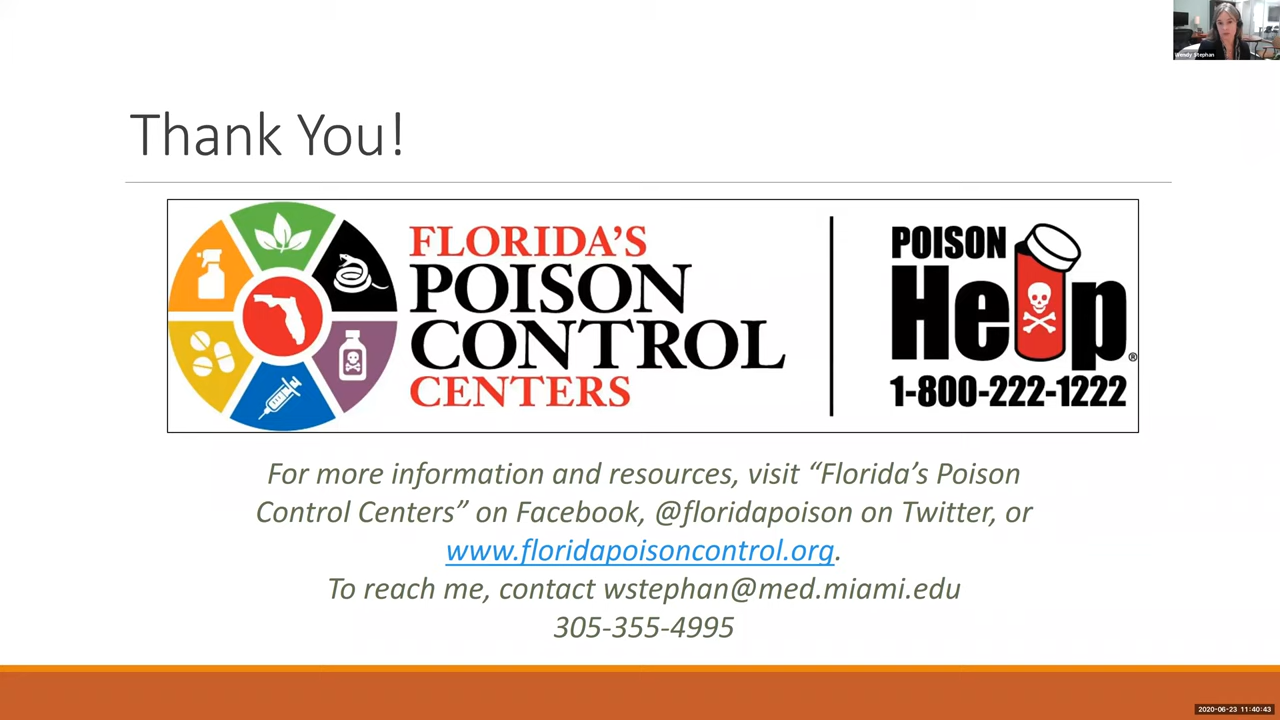 Wendy Stephan
Thank You!
FLORIDA'S
POISON
CONTROL
CENTERS
POISON
Help®
1-800-222-1222
For more information and resources, visit “Florida’s Poison
Control Centers” on Facebook, @floridapoison on Twitter, or
www.floridapoisoncontrol.org.
To reach me, contact wstephan@med.miami.edu
305-355-4995
2020-06-23 11:40:43